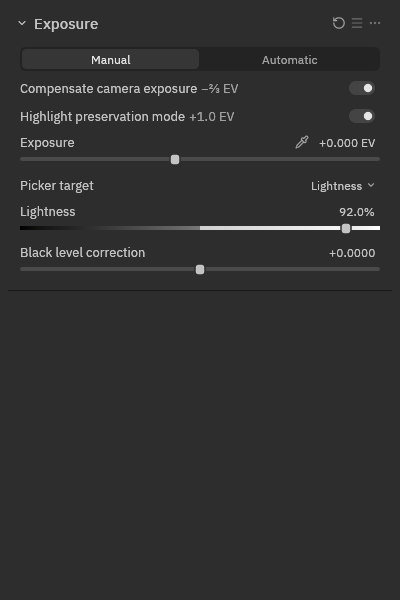 Exposure
Manual Automatic
Compensate camera exposure −⅔ EV
Highlight preservation mode +1.0 EV
Exposure +0.000 EV
Picker target Lightness
Lightness 92.0%
Black level correction +0.0000